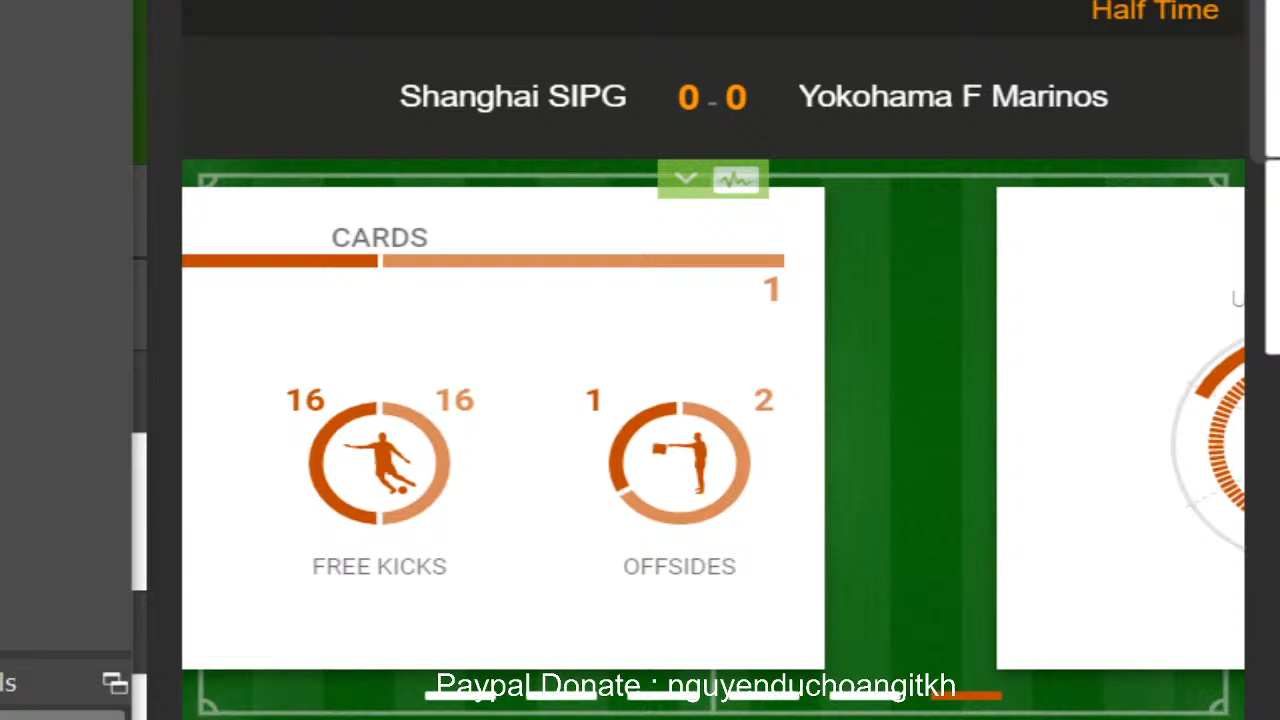 Half Time
Shanghai SIPG 0 - 0 Yokohama F Marinos
CARDS
1
16 16 1 2
FREE KICKS OFFSIDES
ls
Paypal Donate : nguyenduchoangitkh